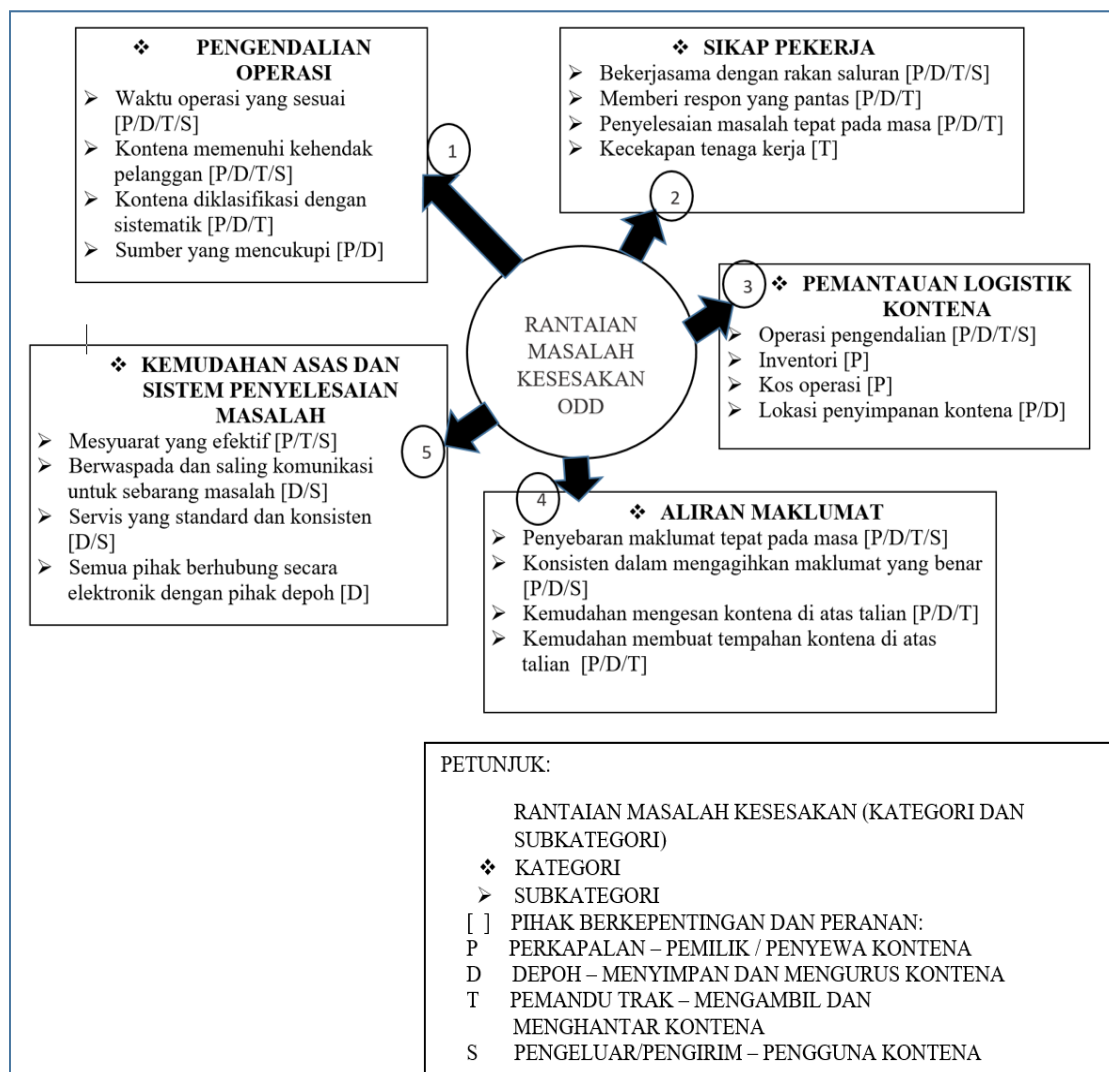 ❖ PENGENDALIAN
OPERASI
➢ Waktu operasi yang sesuai
[P/D/T/S]
➢ Kontena memenuhi kehendak
pelanggan [P/D/T/S]
➢ Kontena diklasifikasi dengan
sistematik [P/D/T]
➢ Sumber yang mencukupi [P/D]
1
❖ SIKAP PEKERJA
➢ Bekerjasama dengan rakan saluran [P/D/T/S]
➢ Memberi respon yang pantas [P/D/T]
➢ Penyelesaian masalah tepat pada masa [P/D/T]
➢ Kecekapan tenaga kerja [T]
2
RANTAIAN
MASALAH
KESESAKAN
ODD
3
❖ PEMANTAUAN LOGISTIK
KONTENA
➢ Operasi pengendalian [P/D/T/S]
➢ Inventori [P]
➢ Kos operasi [P]
➢ Lokasi penyimpanan kontena [P/D]
❖ KEMUDAHAN ASAS DAN
SISTEM PENYELESAIAN
MASALAH
➢ Mesyuarat yang efektif [P/T/S]
➢ Berwaspada dan saling komunikasi
untuk sebarang masalah [D/S]
➢ Servis yang standard dan konsisten
[D/S]
➢ Semua pihak berhubung secara
elektronik dengan pihak depoh [D]
5
4
❖ ALIRAN MAKLUMAT
➢ Penyebaran maklumat tepat pada masa [P/D/T/S]
➢ Konsisten dalam mengagihkan maklumat yang benar
[P/D/S]
➢ Kemudahan mengesan kontena di atas talian [P/D/T]
➢ Kemudahan membuat tempahan kontena di atas
talian [P/D/T]
PETUNJUK:
RANTAIAN MASALAH KESESAKAN (KATEGORI DAN
SUBKATEGORI)
❖ KATEGORI
➢ SUBKATEGORI
[ ] PIHAK BERKEPENTINGAN DAN PERANAN:
P PERKAPALAN – PEMILIK / PENYEWA KONTENA
D DEPOH – MENYIMPAN DAN MENGURUS KONTENA
T PEMANDU TRAK – MENGAMBIL DAN
MENGHANTAR KONTENA
S PENGELUAR/PENGIRIM – PENGGUNA KONTENA